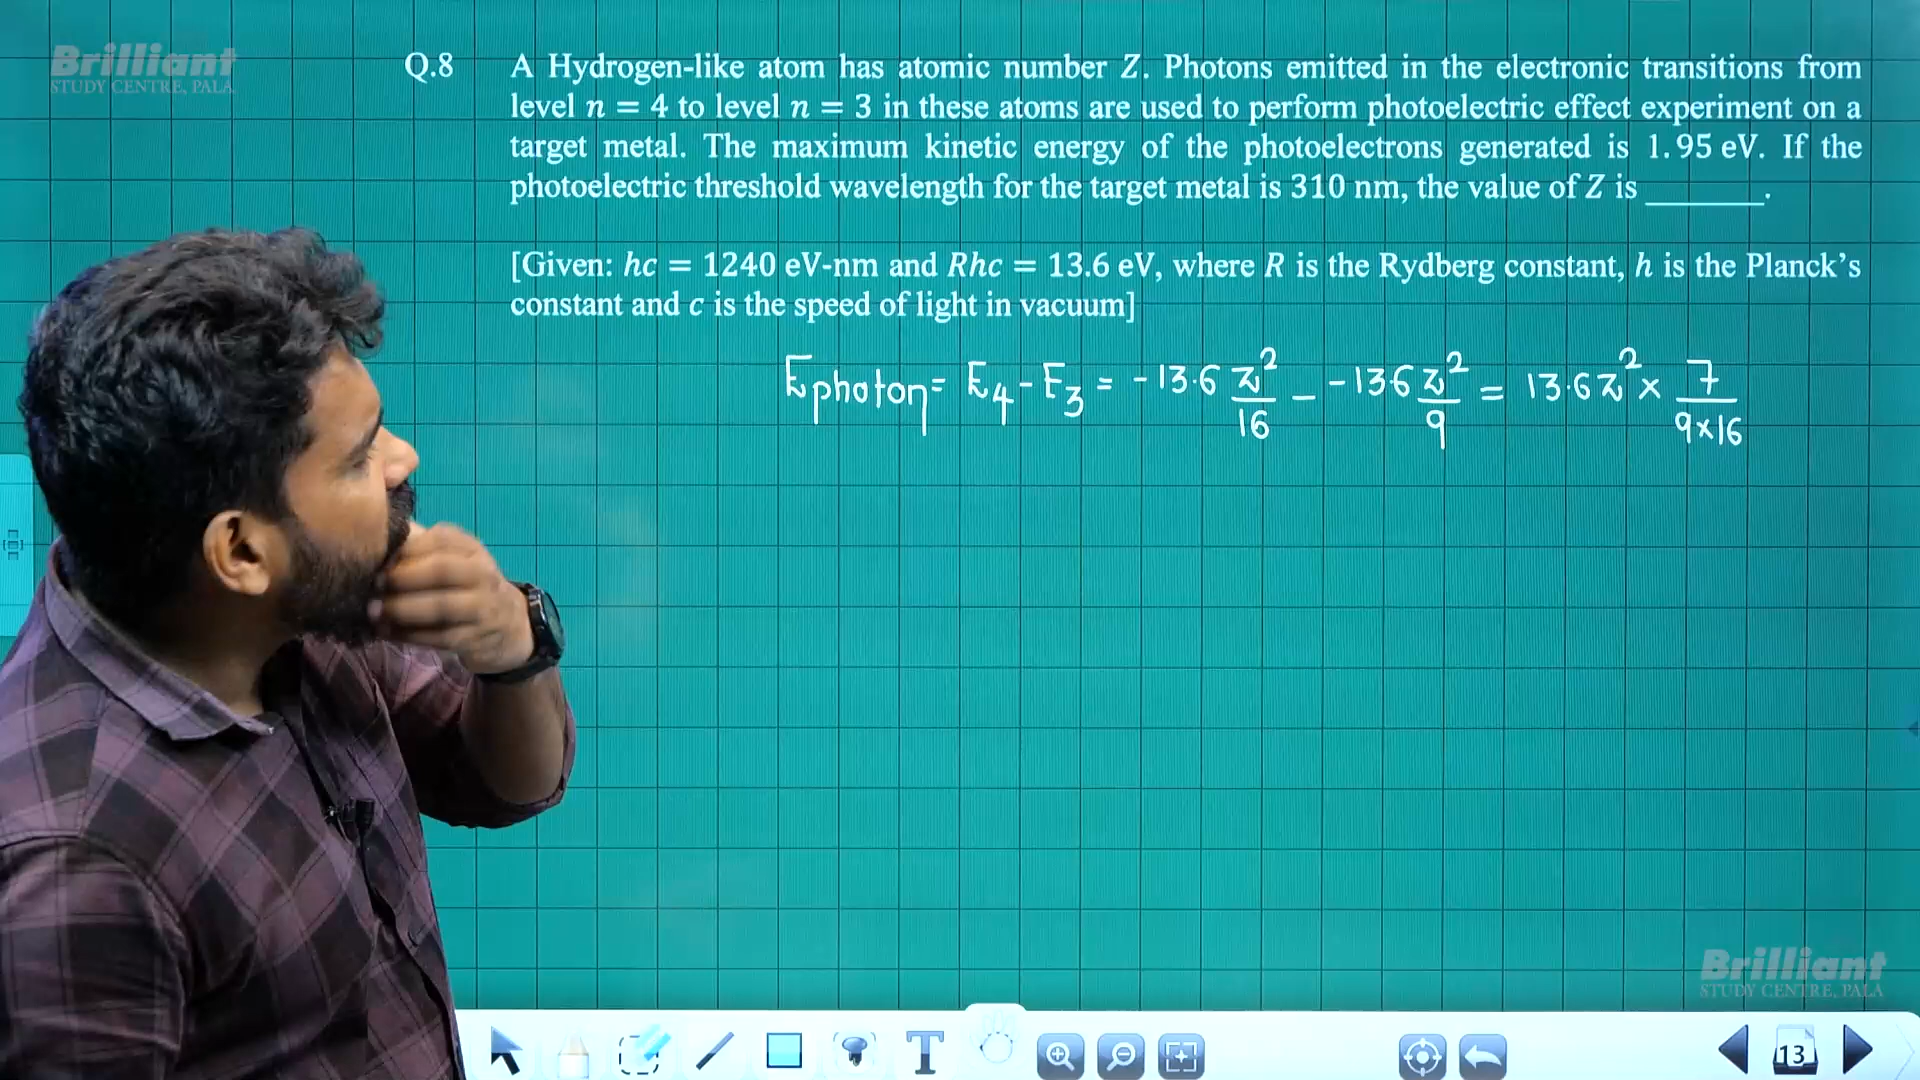 Brilliant
STUDY CENTRE, PALA
Q.8 A Hydrogen-like atom has atomic number Z. Photons emitted in the electronic transitions from
level n = 4 to level n = 3 in these atoms are used to perform photoelectric effect experiment on a
target metal. The maximum kinetic energy of the photoelectrons generated is 1.95 eV. If the
photoelectric threshold wavelength for the target metal is 310 nm, the value of Z is ________.
[Given: hc = 1240 eV-nm and Rhc = 13.6 eV, where R is the Rydberg constant, h is the Planck's
constant and c is the speed of light in vacuum]
Ephoton = E₄ - E₃ = -13.6 z²/16 - -13.6 z²/9 = 13.6 z² × 7/9×16
Brilliant
STUDY CENTRE, PALA
T
13